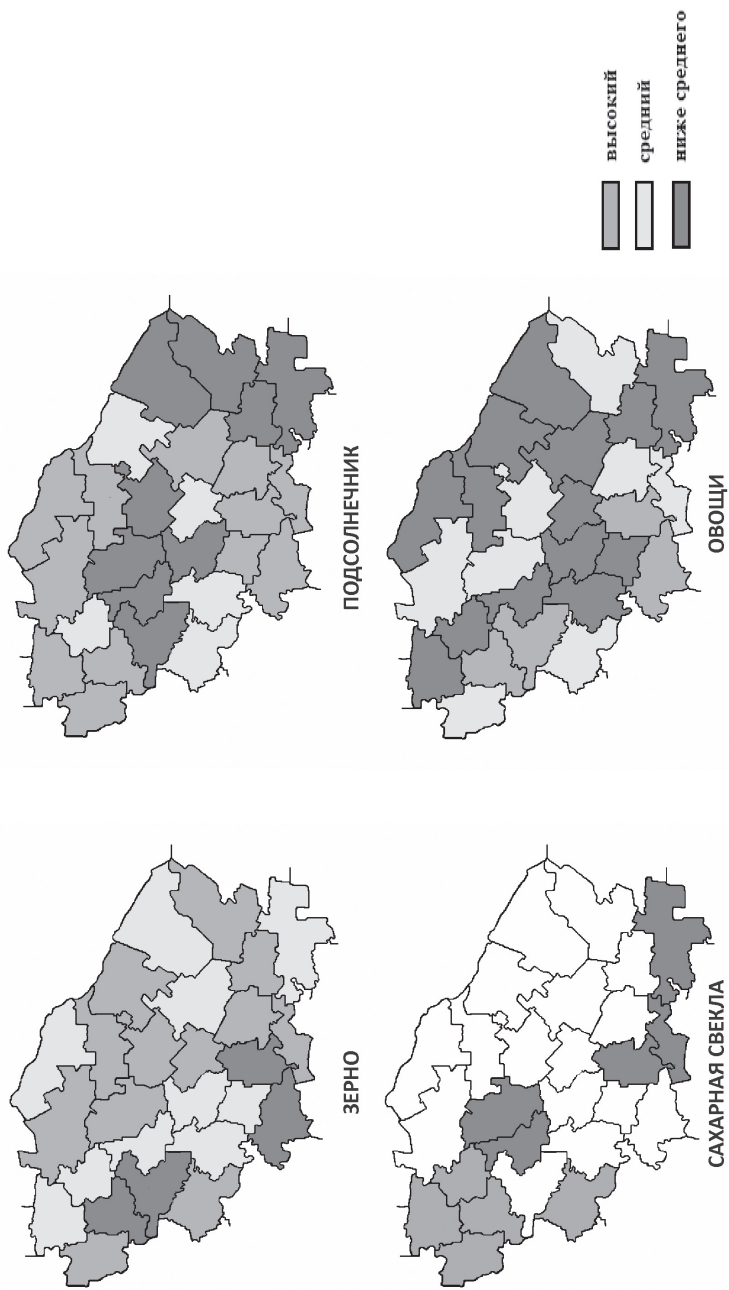 ЗЕРНО
ПОДСОЛНЕЧНИК
САХАРНАЯ СВЕКЛА
ОВОЩИ
высокий
средний
ниже среднего